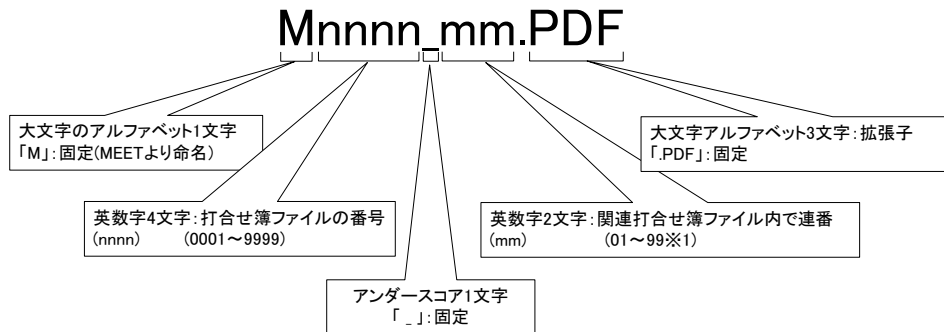 Mnnnn_mm.PDF
大文字のアルファベット1文字
「M」:固定(MEETより命名)
大文字アルファベット3文字:拡張子
「.PDF」:固定
英数字4文字:打合せ簿ファイルの番号
(nnnn) (0001～9999)
英数字2文字:関連打合せ簿ファイル内で連番
(mm) (01～99※1)
アンダースコア1文字
「_」:固定